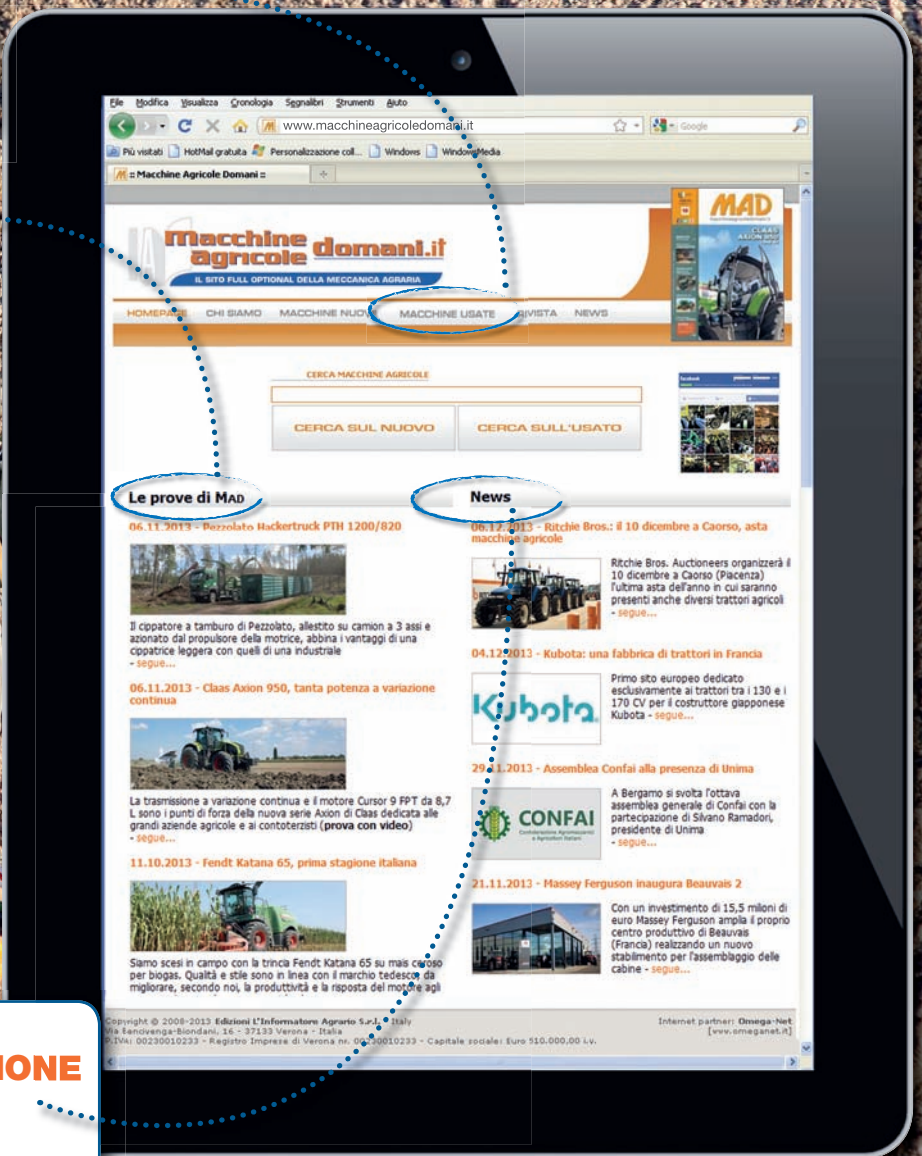 File Modifica Visualizza Cronologia Segnalibri Strumenti Aiuto
www.macchineagricoledomani.it
Google
Più visitati HotMail gratuita Personalizzazione coll... Windows WindowsMedia
:: Macchine Agricole Domani ::
Macchine agricole domani.it
IL SITO FULL OPTIONAL DELLA MECCANICA AGRARIA
MAD
CLAAS
AXION 950
HOMEPAGE CHI SIAMO MACCHINE NUOVE MACCHINE USATE RIVISTA NEWS
CERCA MACCHINE AGRICOLE
facebook
CERCA SUL NUOVO CERCA SULL'USATO
Le prove di MAD
06.11.2013 - Pezzolato Hackertruck PTH 1200/820
Il cippatore a tamburo di Pezzolato, allestito su camion a 3 assi e
azionato dal propulsore della motrice, abbina i vantaggi di una
cippatrice leggera con quelli di una industriale
- segue...
06.11.2013 - Claas Axion 950, tanta potenza a variazione
continua
La trasmissione a variazione continua e il motore Cursor 9 FPT da 8,7
L sono i punti di forza della nuova serie Axion di Claas dedicata alle
grandi aziende agricole e ai contoterzisti (prova con video)
- segue...
11.10.2013 - Fendt Katana 65, prima stagione italiana
Siamo scesi in campo con la trincia Fendt Katana 65 su mais ceroso
per biogas. Qualità e stile sono in linea con il marchio tedesco; da
migliorare, secondo noi, la produttività e la risposta del motore agli
News
06.12.2013 - Ritchie Bros.: il 10 dicembre a Caorso, asta
macchine agricole
Ritchie Bros. Auctioneers organizzerà il
10 dicembre a Caorso (Piacenza)
l'ultima asta dell'anno in cui saranno
presenti anche diversi trattori agricoli
- segue...
04.12.2013 - Kubota: una fabbrica di trattori in Francia
Kubota
Primo sito europeo dedicato
esclusivamente ai trattori tra i 130 e i
170 CV per il costruttore giapponese
Kubota - segue...
29.11.2013 - Assemblea Confai alla presenza di Unima
CONFAI
Confederazione Agromeccanici
e Agricoltori Italiani
A Bergamo si svolta l'ottava
assemblea generale di Confai con la
partecipazione di Silvano Ramadori,
presidente di Unima
- segue...
21.11.2013 - Massey Ferguson inaugura Beauvais 2
Con un investimento di 15,5 milioni di
euro Massey Ferguson amplia il proprio
centro produttivo di Beauvais
(Francia) realizzando un nuovo
stabilimento per l'assemblaggio delle
cabine - segue...
Copyright © 2008-2013 Edizioni L'Informatore Agrario S.r.l. - Italy
Via Bencivenga-Biondani, 16 - 37133 Verona - Italia
P.IVA: 00230010233 - Registro Imprese di Verona nr. 00230010233 - Capitale sociale: Euro 510.000,00 i.v.
Internet partner: Omega-Net
[www.omeganet.it]
IONE